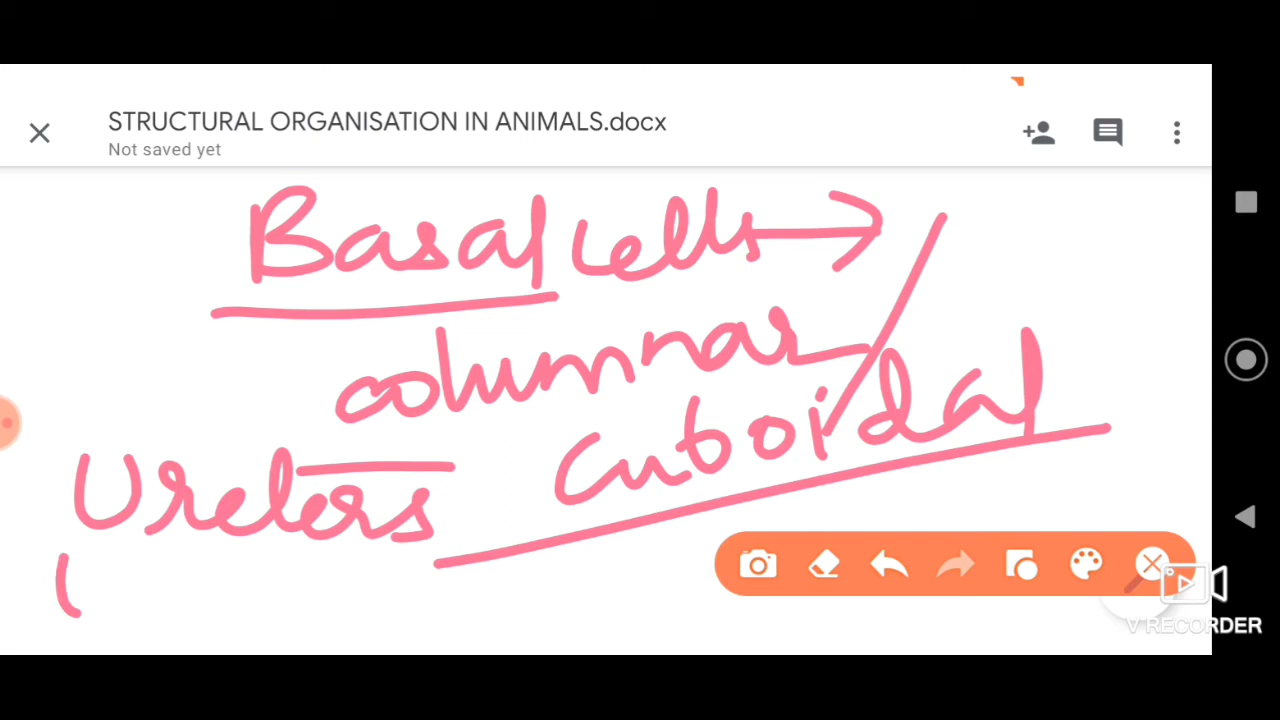 STRUCTURAL ORGANISATION IN ANIMALS.docx
Not saved yet
Basal cells →
columnar /
cuboidal
Ureters
(
V RECORDER